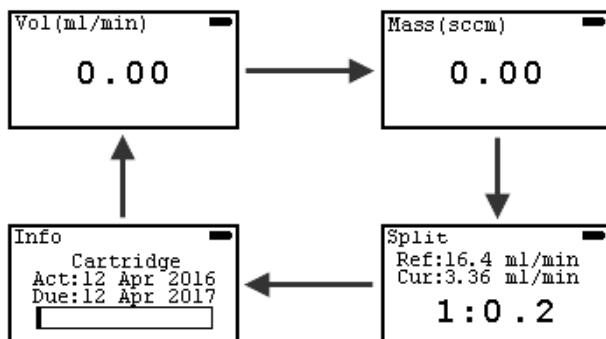 Vol(ml/min)
0.00
Mass(sccm)
0.00
Info
Cartridge
Act:12 Apr 2016
Due:12 Apr 2017
Split
Ref:16.4 ml/min
Cur:3.36 ml/min
1:0.2